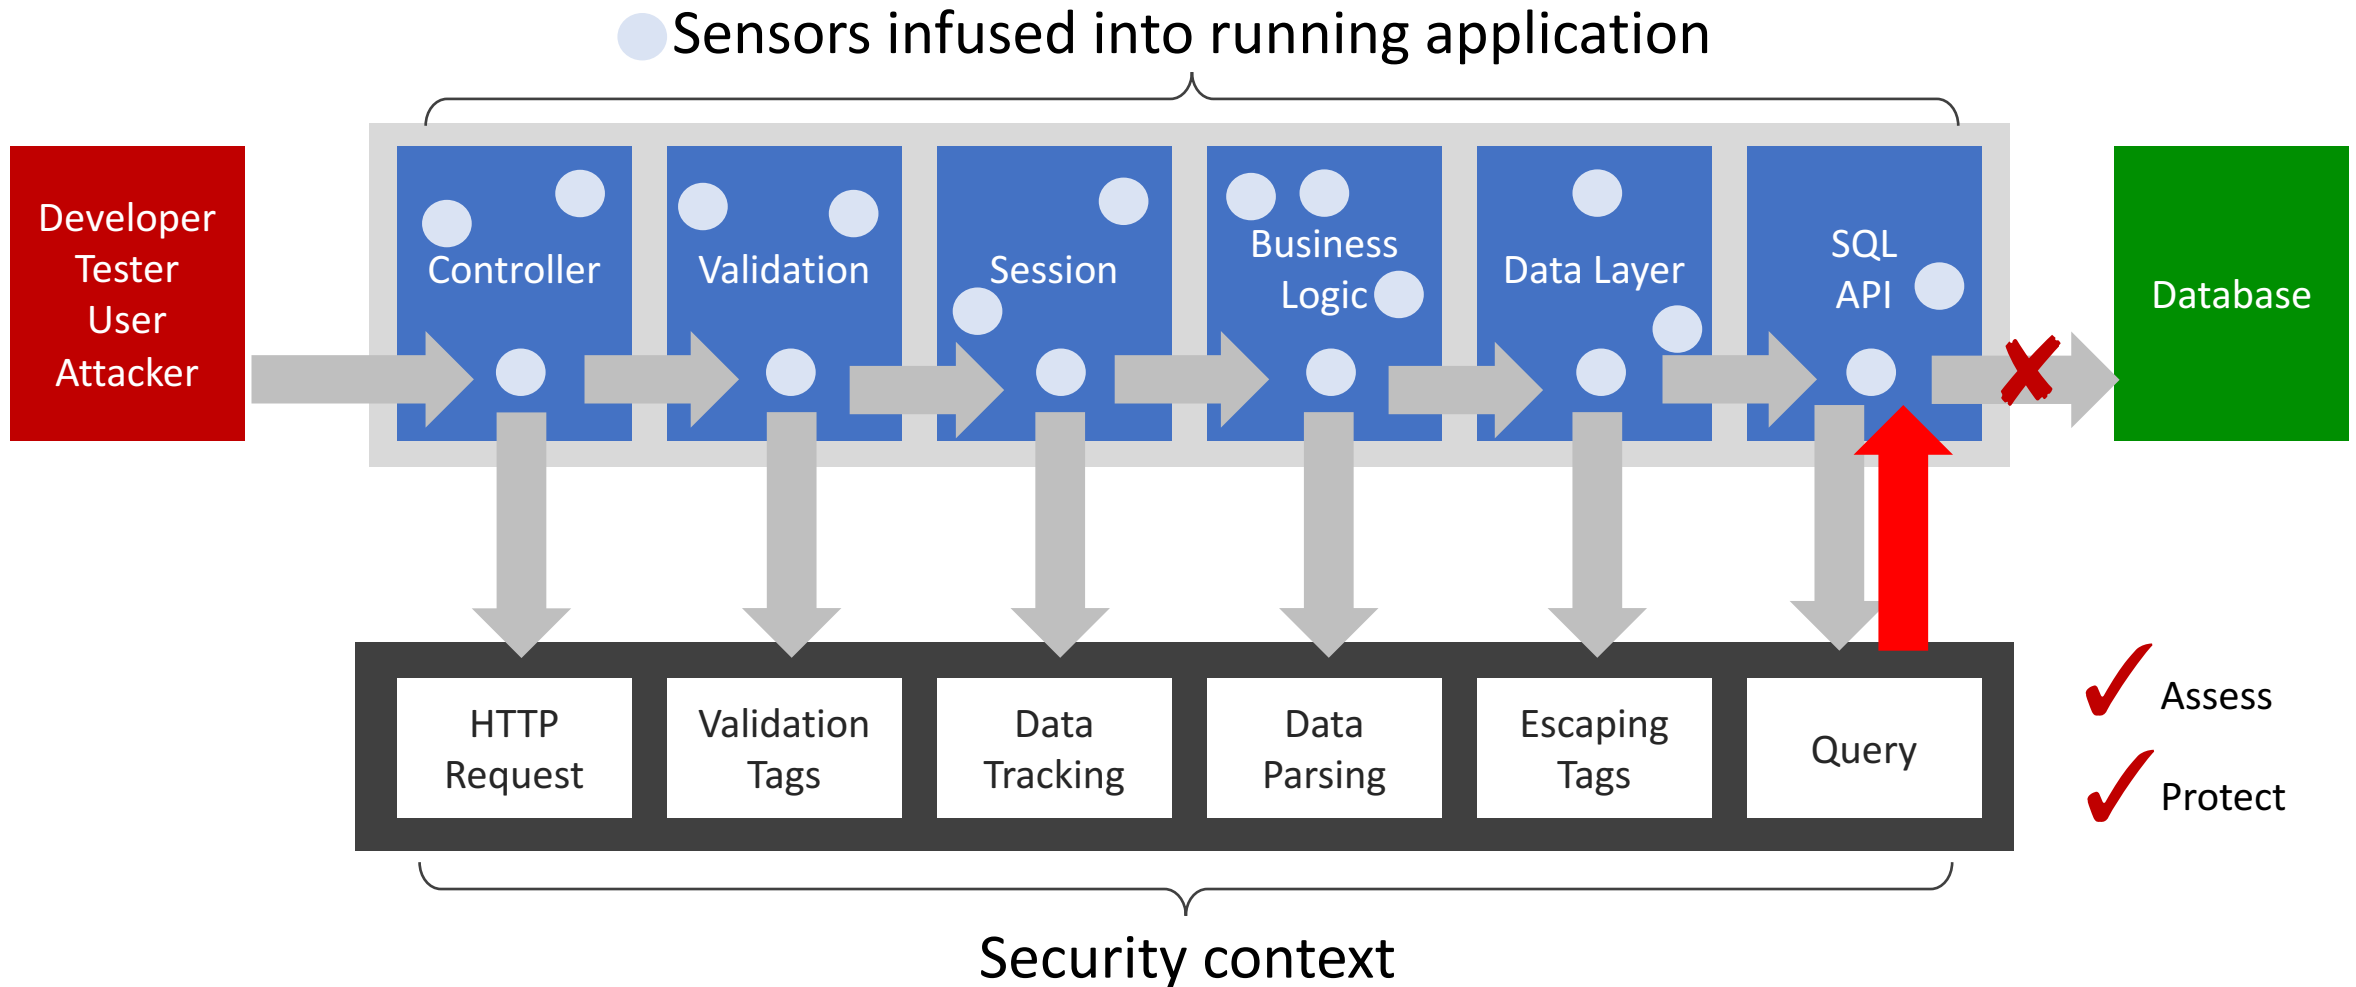 Sensors infused into running application
Developer
Tester
User
Attacker
Controller
Validation
Session
Business
Logic
Data Layer
SQL
API
Database
HTTP
Request
Validation
Tags
Data
Tracking
Data
Parsing
Escaping
Tags
Query
Assess
Protect
Security context